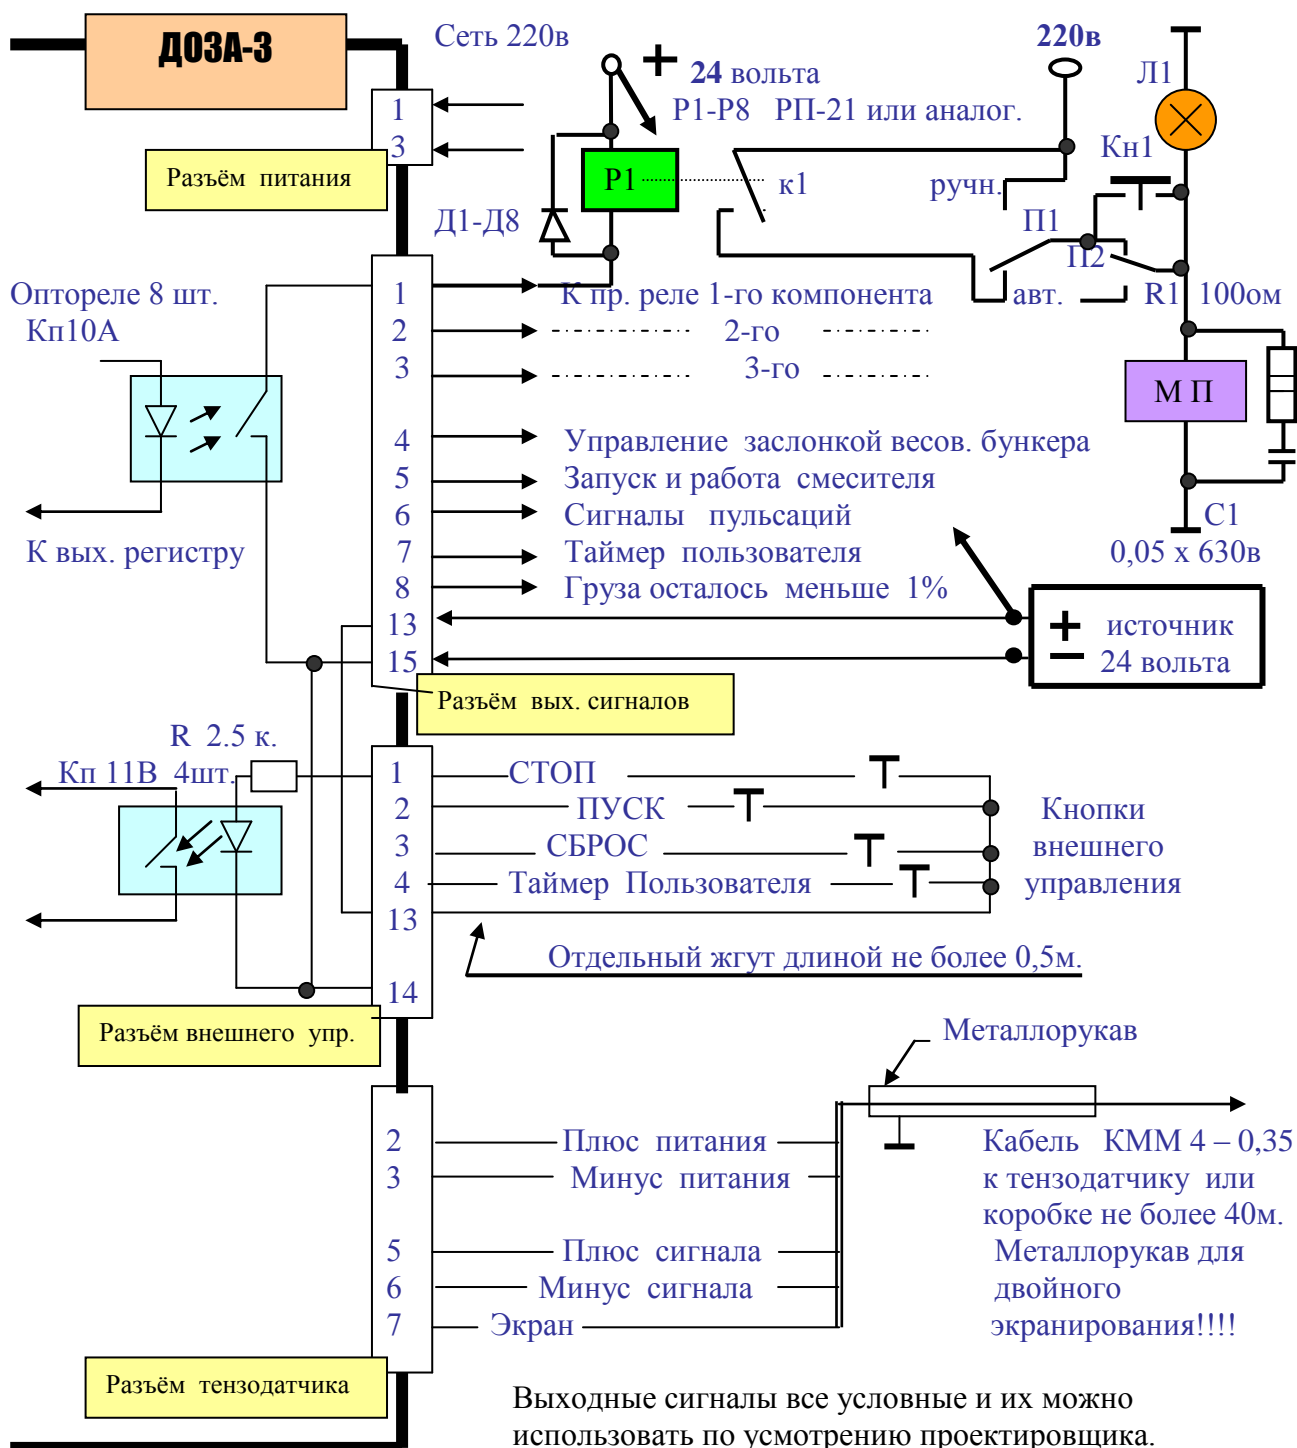 ДОЗА-3
Сеть 220в
24 вольта
Р1-Р8 РП-21 или аналог.
220в
Л1
1
3
Разъём питания
Р1
к1
ручн.
Кн1
Д1-Д8
П1
П2
авт.
R1 100ом
Опторeле 8 шт.
Кп10А
К вых. регистру
1
К пр. реле 1-го компонента
2
2-го
3
3-го
4
Управление заслонкой весов. бункера
5
Запуск и работа смесителя
6
Сигналы пульсаций
7
Таймер пользователя
8
Груза осталось меньше 1%
13
15
М П
С1
0,05 х 630в
+ источник
− 24 вольта
Разъём вых. сигналов
R 2.5 к.
Кп 11В 4шт.
1
СТОП
2
ПУСК
3
СБРОС
4
Таймер Пользователя
13
14
Кнопки
внешнего
управления
Отдельный жгут длиной не более 0,5м.
Разъём внешнего упр.
Металлорукав
2
Плюс питания
3
Минус питания
5
Плюс сигнала
6
Минус сигнала
7
Экран
Кабель КММ 4 – 0,35
к тензодатчику или
коробке не более 40м.
Металлорукав для
двойного
экранирования!!!!
Разъём тензодатчика
Выходные сигналы все условные и их можно
использовать по усмотрению проектировщика.